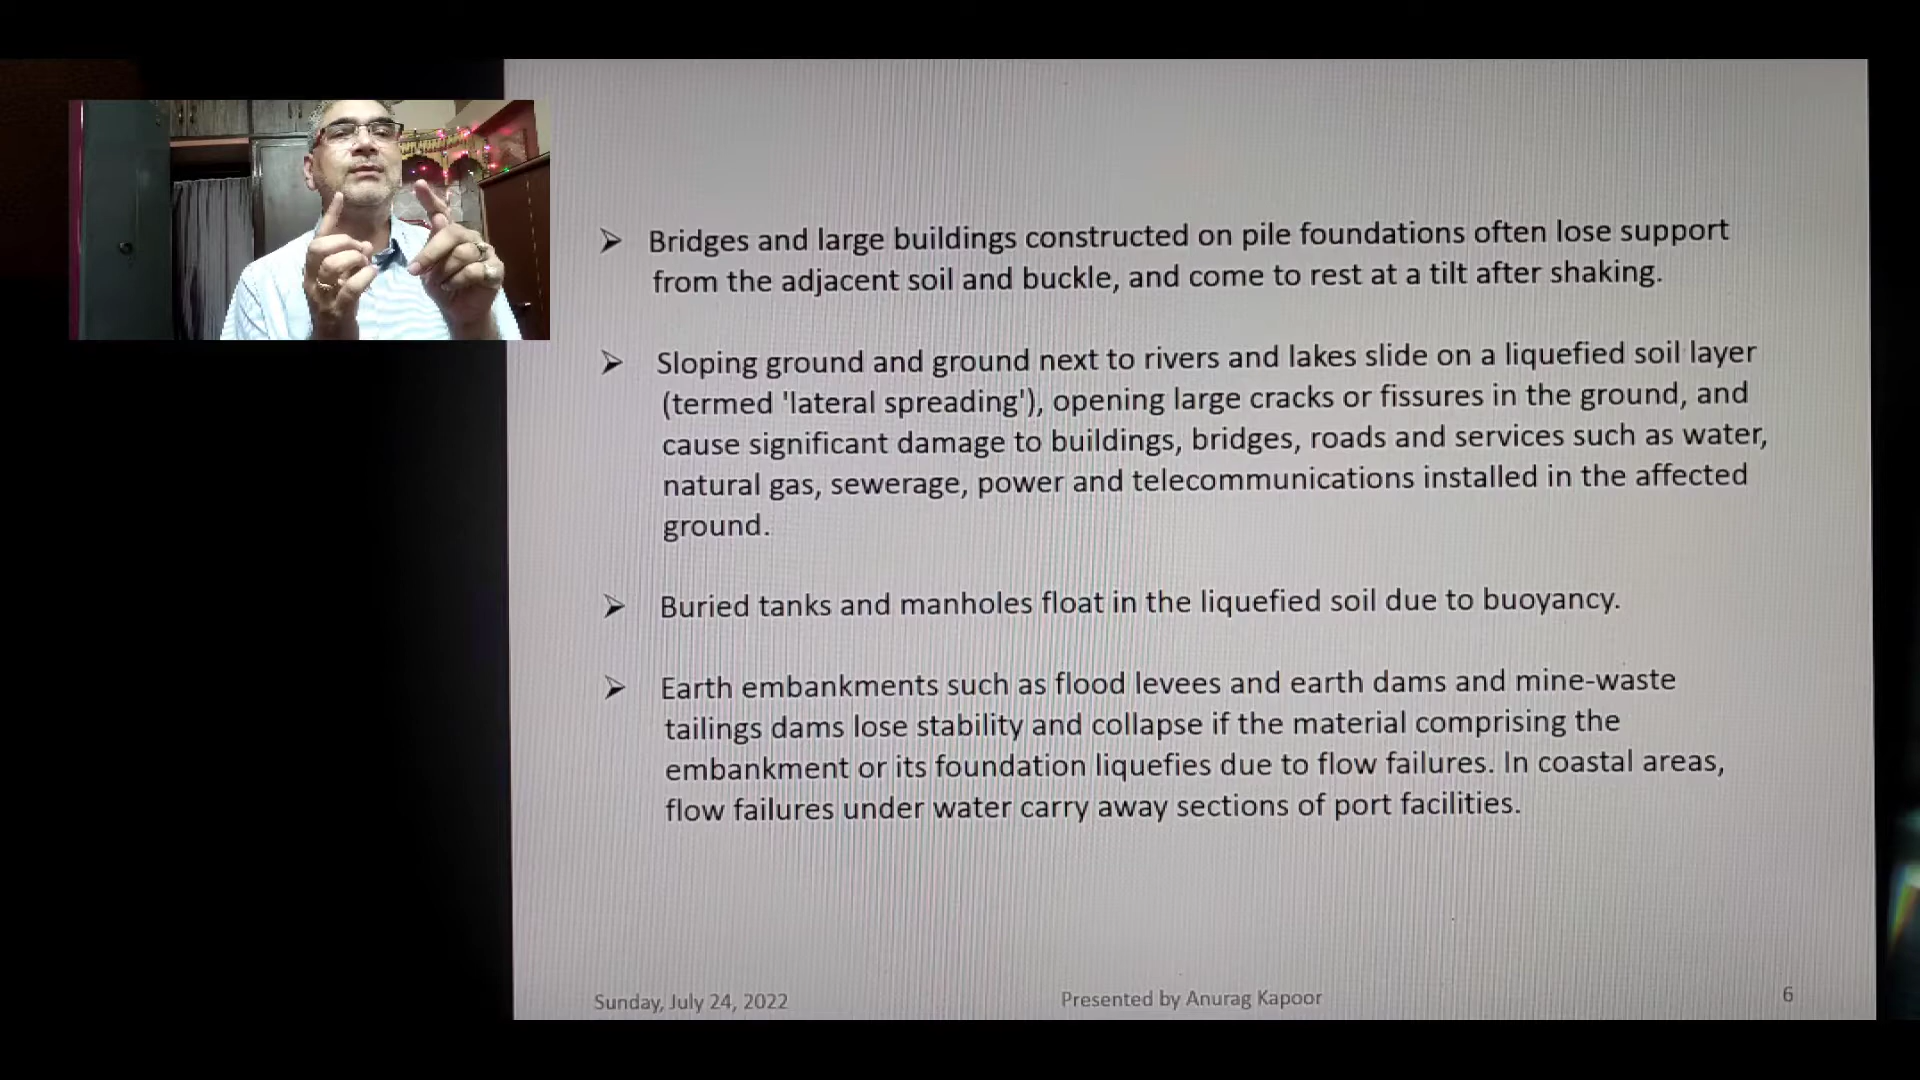 ➢ Bridges and large buildings constructed on pile foundations often lose support
from the adjacent soil and buckle, and come to rest at a tilt after shaking.
➢ Sloping ground and ground next to rivers and lakes slide on a liquefied soil layer
(termed 'lateral spreading'), opening large cracks or fissures in the ground, and
cause significant damage to buildings, bridges, roads and services such as water,
natural gas, sewerage, power and telecommunications installed in the affected
ground.
➢ Buried tanks and manholes float in the liquefied soil due to buoyancy.
➢ Earth embankments such as flood levees and earth dams and mine-waste
tailings dams lose stability and collapse if the material comprising the
embankment or its foundation liquefies due to flow failures. In coastal areas,
flow failures under water carry away sections of port facilities.
Sunday, July 24, 2022
Presented by Anurag Kapoor
6